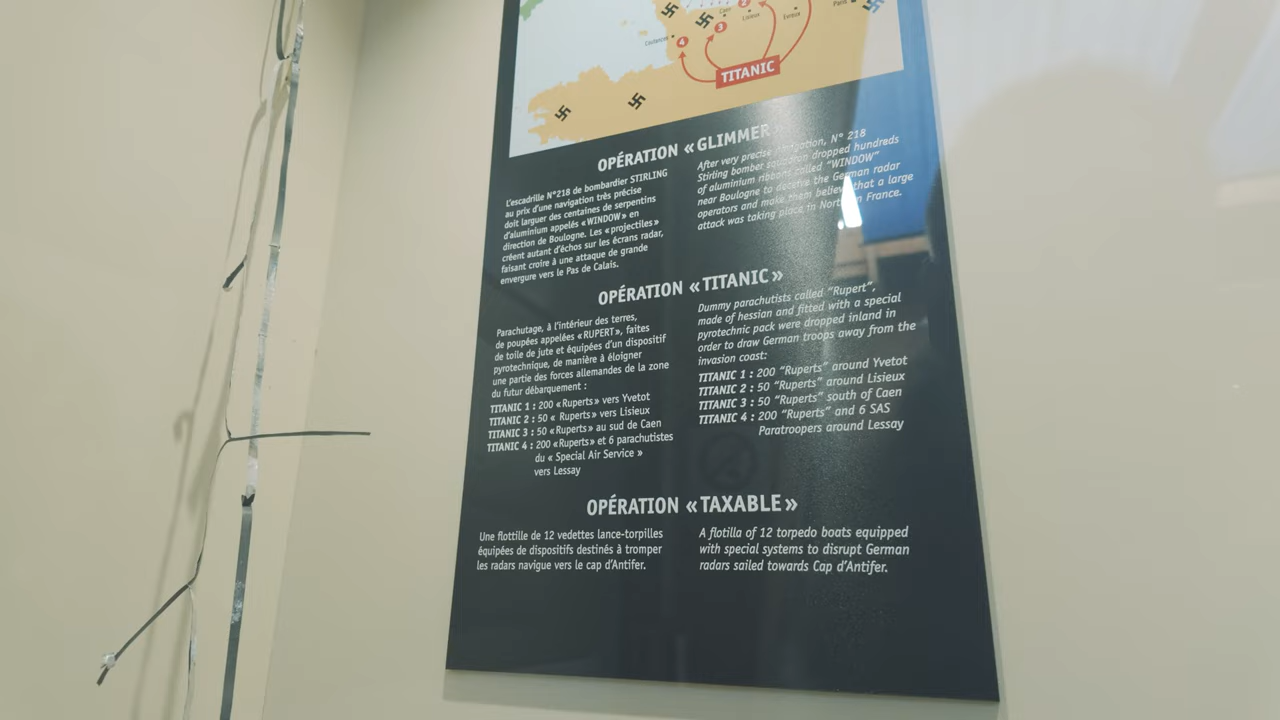 Caen
Lisieux
Evreux
Paris
Coutances
2
3
4
TITANIC
OPÉRATION « GLIMMER »
L'escadrille N°218 de bombardier STIRLING
au prix d'une navigation très précise
doit larguer des centaines de serpentins
d'aluminium appelés «WINDOW» en
direction de Boulogne. Les «projectiles»
créent autant d'échos sur les écrans radar,
faisant croire à une attaque de grande
envergure vers le Pas de Calais.
After very precise navigation, N° 218
Stirling bomber squadron dropped hundreds
of aluminium ribbons called "WINDOW"
near Boulogne to deceive the German radar
operators and make them believe that a large
attack was taking place in Northern France.
OPÉRATION « TITANIC »
Parachutage, à l'intérieur des terres,
de poupées appelées «RUPERT», faites
de toile de jute et équipées d'un dispositif
pyrotechnique, de manière à éloigner
une partie des forces allemandes de la zone
du futur débarquement :
TITANIC 1 : 200 «Ruperts» vers Yvetot
TITANIC 2 : 50 « Ruperts» vers Lisieux
TITANIC 3 : 50 «Ruperts» au sud de Caen
TITANIC 4 : 200 «Ruperts» et 6 parachutistes
du « Special Air Service »
vers Lessay
Dummy parachutists called "Rupert",
made of hessian and fitted with a special
pyrotechnic pack were dropped inland in
order to draw German troops away from the
invasion coast:
TITANIC 1 : 200 "Ruperts" around Yvetot
TITANIC 2 : 50 "Ruperts" around Lisieux
TITANIC 3 : 50 "Ruperts" south of Caen
TITANIC 4 : 200 "Ruperts" and 6 SAS
Paratroopers around Lessay
OPÉRATION « TAXABLE »
Une flottille de 12 vedettes lance-torpilles
équipées de dispositifs destinés à tromper
les radars navigue vers le cap d'Antifer.
A flotilla of 12 torpedo boats equipped
with special systems to disrupt German
radars sailed towards Cap d'Antifer.